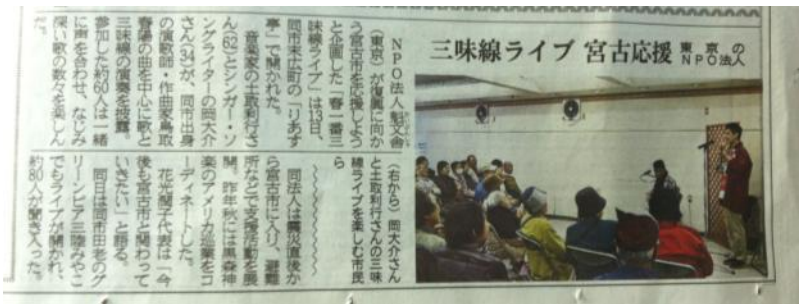 三味線ライブ 宮古応援 東京のNPO法人
NPO法人魁文舎
(東京)が復興に向か
う宮古市を応援しよう
と企画した「春一番三
味線ライブ」は13日、
同市末広町の「りあす
亭」で開かれた。
音楽家の土取利行さ
ん(62)とシンガー・ソ
ングライターの岡大介
さん(34)が、同市出身
の演歌師・作曲家鳥取
春陽の曲を中心に歌と
三味線の演奏を披露。
参加した約60人は一緒
に声を合わせ、なじみ
深い歌の数々を楽しん
だ。
(右から)岡大介さん
と土取利行さんの三味
線ライブを楽しむ市民
ら
同法人は震災直後か
ら宮古市に入り、避難
所などで支援活動を展
開。昨年秋には黒森神
楽のアメリカ巡業をコ
ーディネートした。
花光潤子代表は「今
後も宮古市と関わって
いきたい」と語る。
同日は同市田老のグ
リーンピア三陸みやこ
でもライブが開かれ、
約80人が聞き入った。